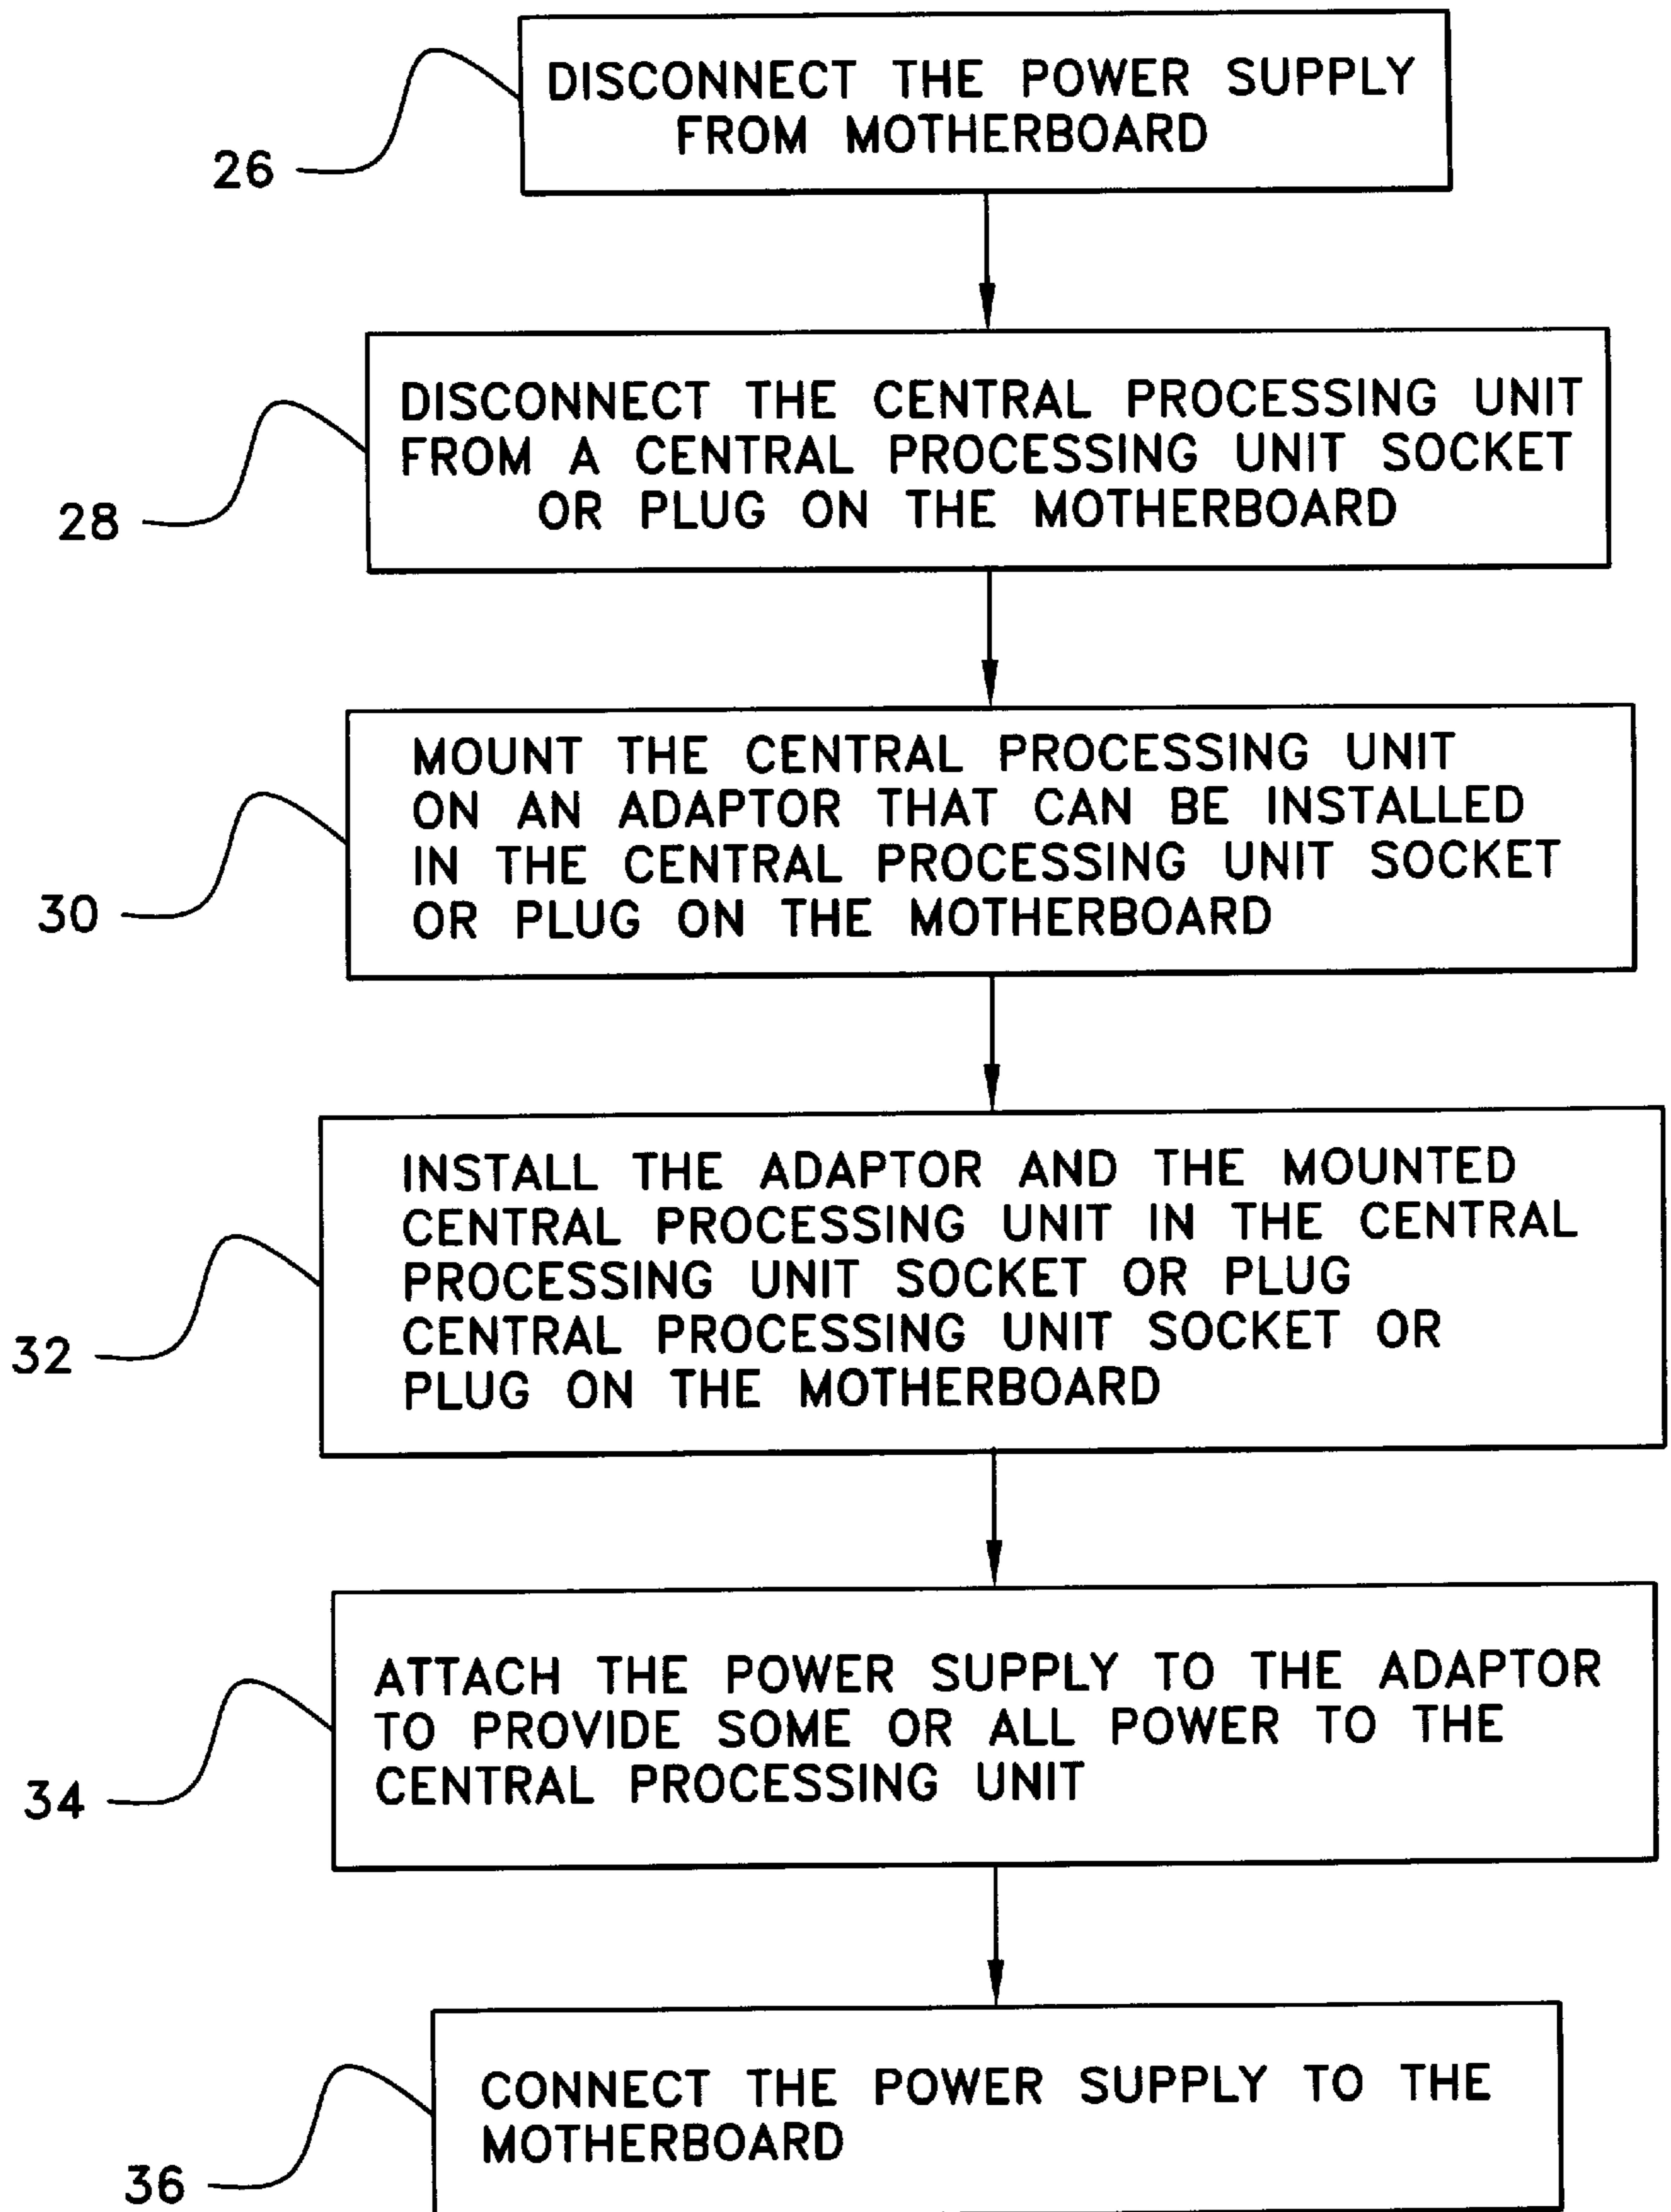 DISCONNECT THE POWER SUPPLY
FROM MOTHERBOARD
26
DISCONNECT THE CENTRAL PROCESSING UNIT
FROM A CENTRAL PROCESSING UNIT SOCKET
OR PLUG ON THE MOTHERBOARD
28
MOUNT THE CENTRAL PROCESSING UNIT
ON AN ADAPTOR THAT CAN BE INSTALLED
IN THE CENTRAL PROCESSING UNIT SOCKET
OR PLUG ON THE MOTHERBOARD
30
INSTALL THE ADAPTOR AND THE MOUNTED
CENTRAL PROCESSING UNIT IN THE CENTRAL
PROCESSING UNIT SOCKET OR PLUG
CENTRAL PROCESSING UNIT SOCKET OR
PLUG ON THE MOTHERBOARD
32
ATTACH THE POWER SUPPLY TO THE ADAPTOR
TO PROVIDE SOME OR ALL POWER TO THE
CENTRAL PROCESSING UNIT
34
CONNECT THE POWER SUPPLY TO THE
MOTHERBOARD
36